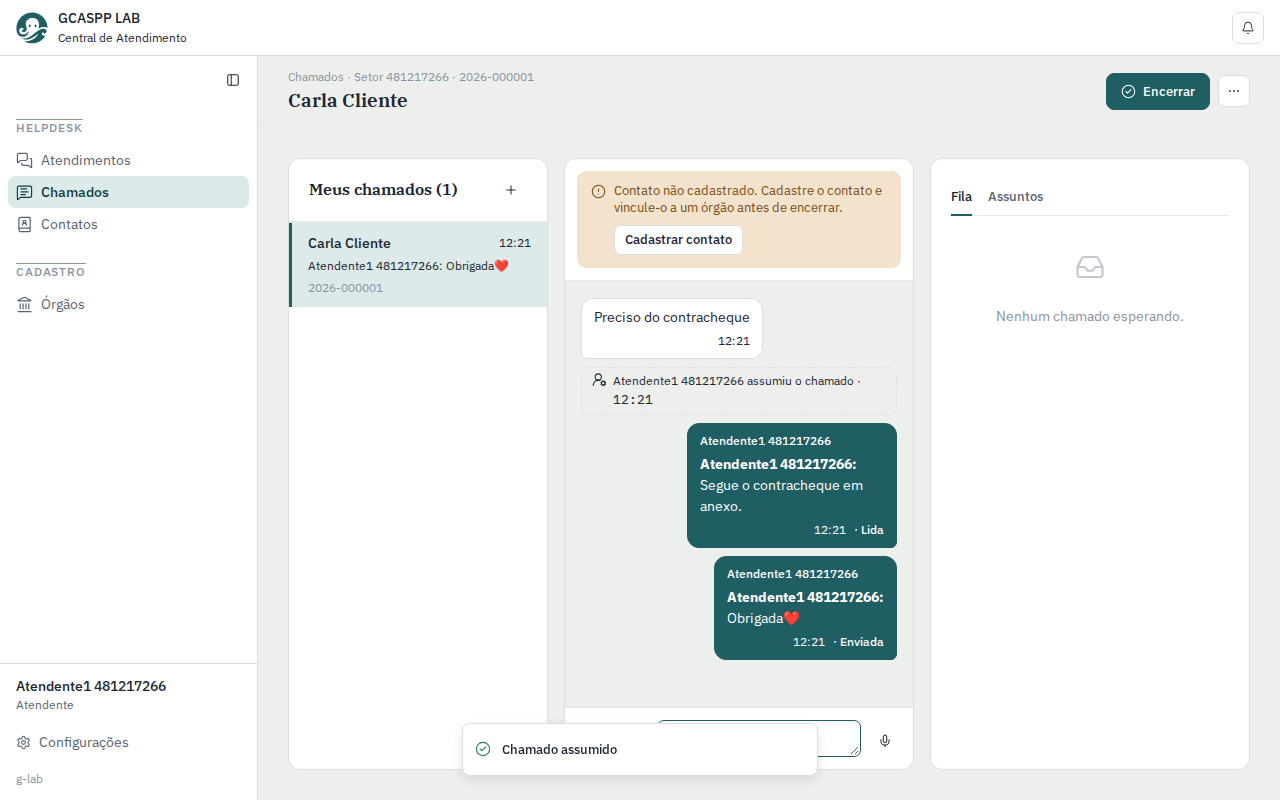 GCASPP LAB
Central de Atendimento
HELPDESK
Atendimentos
Chamados
Contatos
CADASTRO
Órgãos
Atendente1 481217266
Atendente
Configurações
g-lab
Chamados · Setor 481217266 · 2026-000001
Carla Cliente
Encerrar
Meus chamados (1)
Carla Cliente 12:21
Atendente1 481217266: Obrigada❤️
2026-000001
Contato não cadastrado. Cadastre o contato e
vincule-o a um órgão antes de encerrar.
Cadastrar contato
Preciso do contracheque
12:21
Atendente1 481217266 assumiu o chamado ·
12:21
Atendente1 481217266
Atendente1 481217266:
Segue o contracheque em
anexo.
12:21 · Lida
Atendente1 481217266
Atendente1 481217266:
Obrigada❤️
12:21 · Enviada
Chamado assumido
Fila Assuntos
Nenhum chamado esperando.